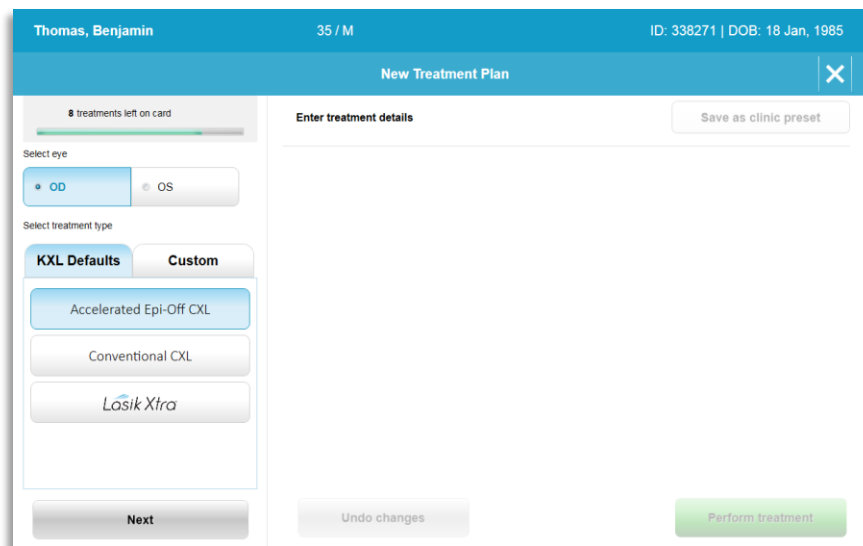 Thomas, Benjamin 35 / M ID: 338271 | DOB: 18 Jan, 1985
New Treatment Plan
8 treatments left on card
Enter treatment details
Save as clinic preset
Select eye
OD OS
Select treatment type
KXL Defaults Custom
Accelerated Epi-Off CXL
Conventional CXL
Lasik Xtra
Next
Undo changes
Perform treatment